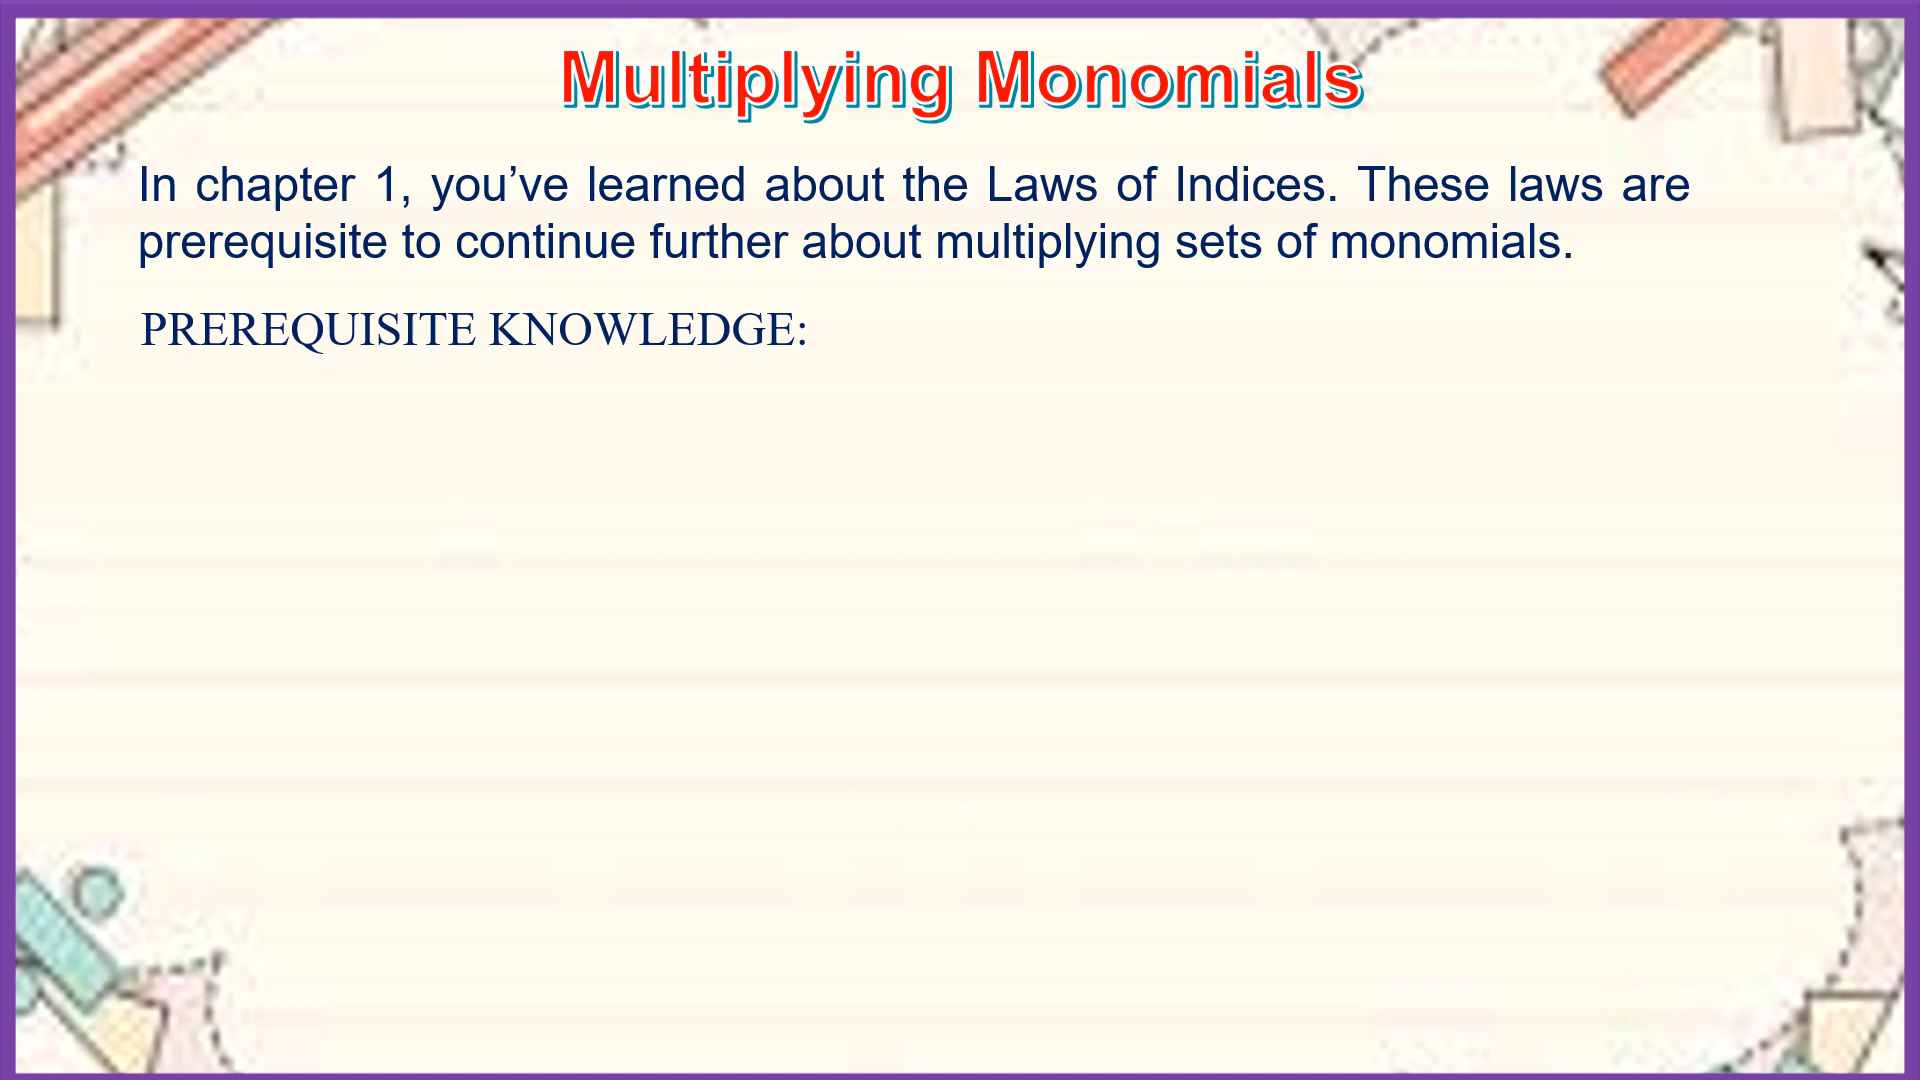 Multiplying Monomials
In chapter 1, you’ve learned about the Laws of Indices. These laws are
prerequisite to continue further about multiplying sets of monomials.
PREREQUISITE KNOWLEDGE: